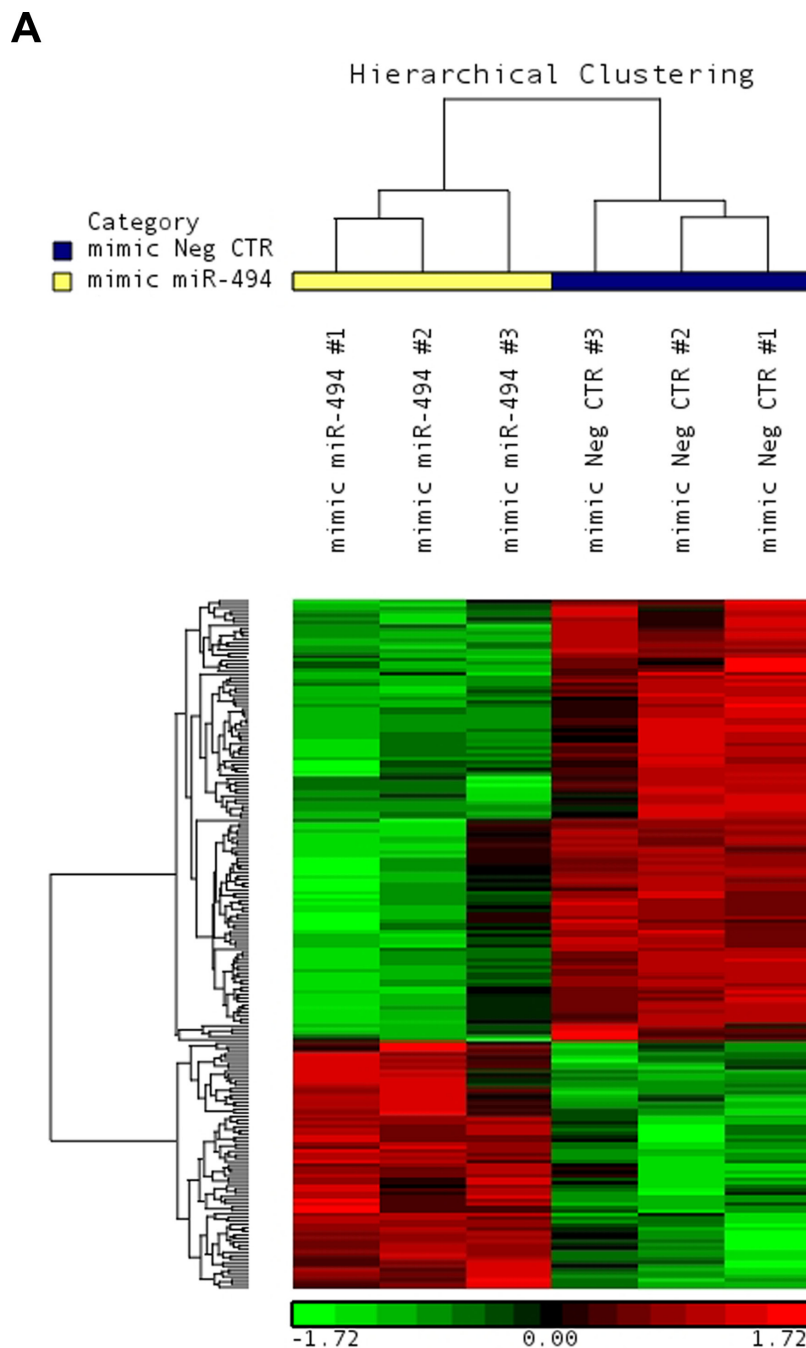 A
Hierarchical Clustering
Category
mimic Neg CTR
mimic miR-494
mimic miR-494 #1
mimic miR-494 #2
mimic miR-494 #3
mimic Neg CTR #3
mimic Neg CTR #2
mimic Neg CTR #1
-1.72 0.00 1.72